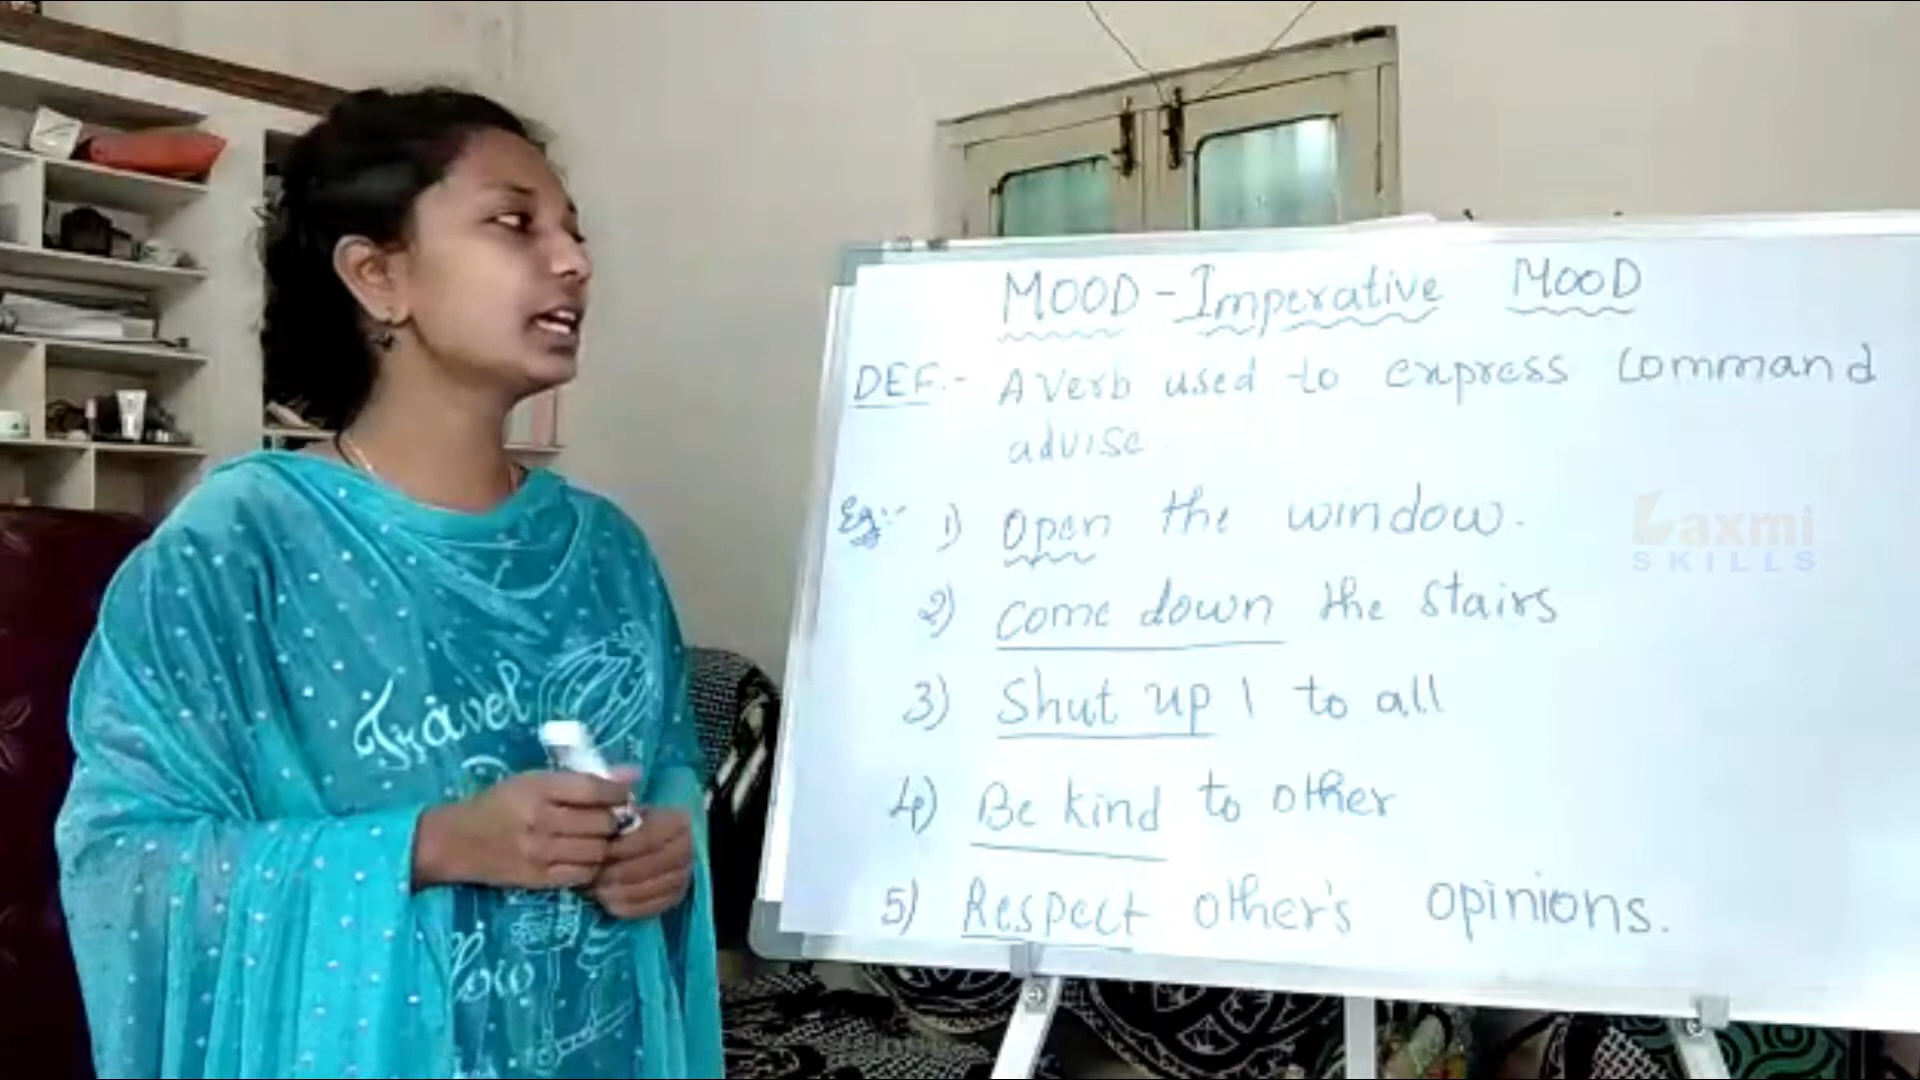 MOOD - Imperative MOOD
DEF:- A verb used to express command
advise
Eg:- 1) Open the window.
2) come down the stairs
3) Shut up ! to all
4) Be kind to other
5) Respect other's opinions.
Laxmi
SKILLS
Travel